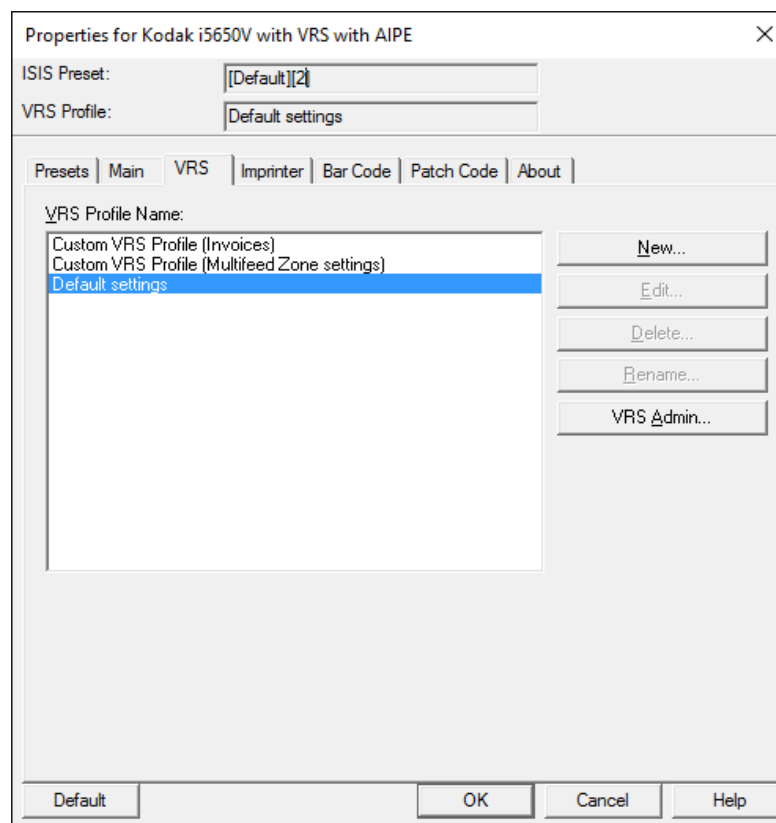 Properties for Kodak i5650V with VRS with AIPE
ISIS Preset: [Default][2]
VRS Profile: Default settings
Presets Main VRS Imprinter Bar Code Patch Code About
VRS Profile Name:
Custom VRS Profile (Invoices)
Custom VRS Profile (Multifeed Zone settings)
Default settings
New...
Edit...
Delete...
Rename...
VRS Admin...
Default OK Cancel Help